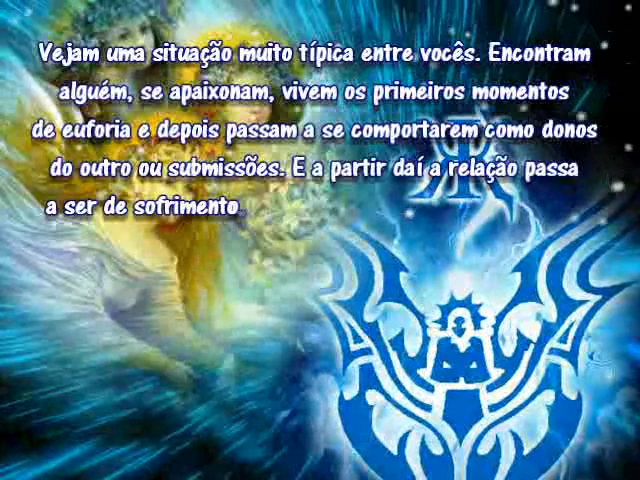 Vejam uma situação muito típica entre vocês. Encontram
alguém, se apaixonam, vivem os primeiros momentos
de euforia e depois passam a se comportarem como donos
do outro ou submissões. E a partir daí a relação passa
a ser de sofrimento.